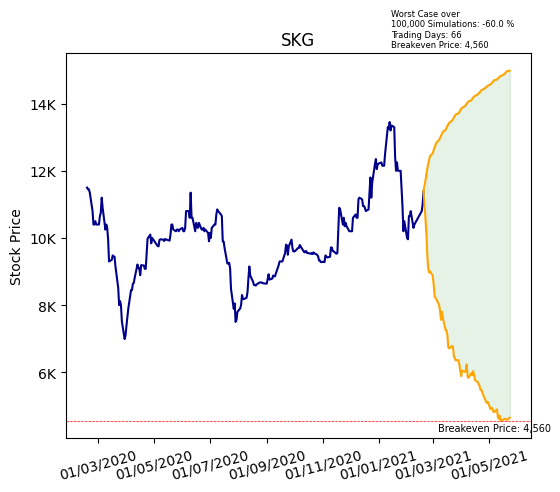 Worst Case over
100,000 Simulations: -60.0 %
Trading Days: 66
Breakeven Price: 4,560
SKG
Stock Price
14K
12K
10K
8K
6K
Breakeven Price: 4,560
01/03/2020 01/05/2020 01/07/2020 01/09/2020 01/11/2020 01/01/2021 01/03/2021 01/05/2021